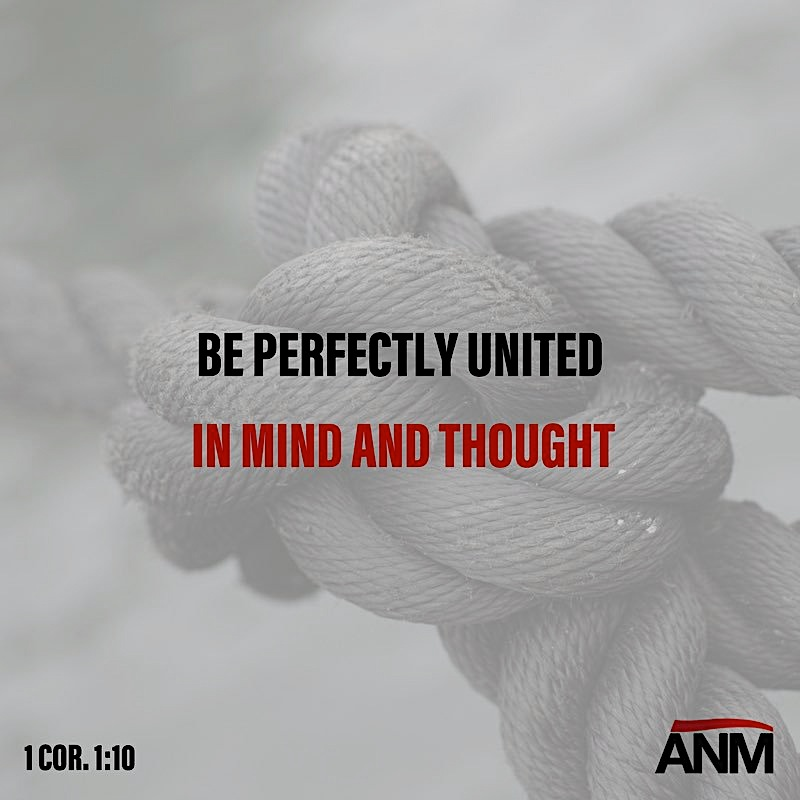 BE PERFECTLY UNITED
IN MIND AND THOUGHT
1 COR. 1:10
ANM